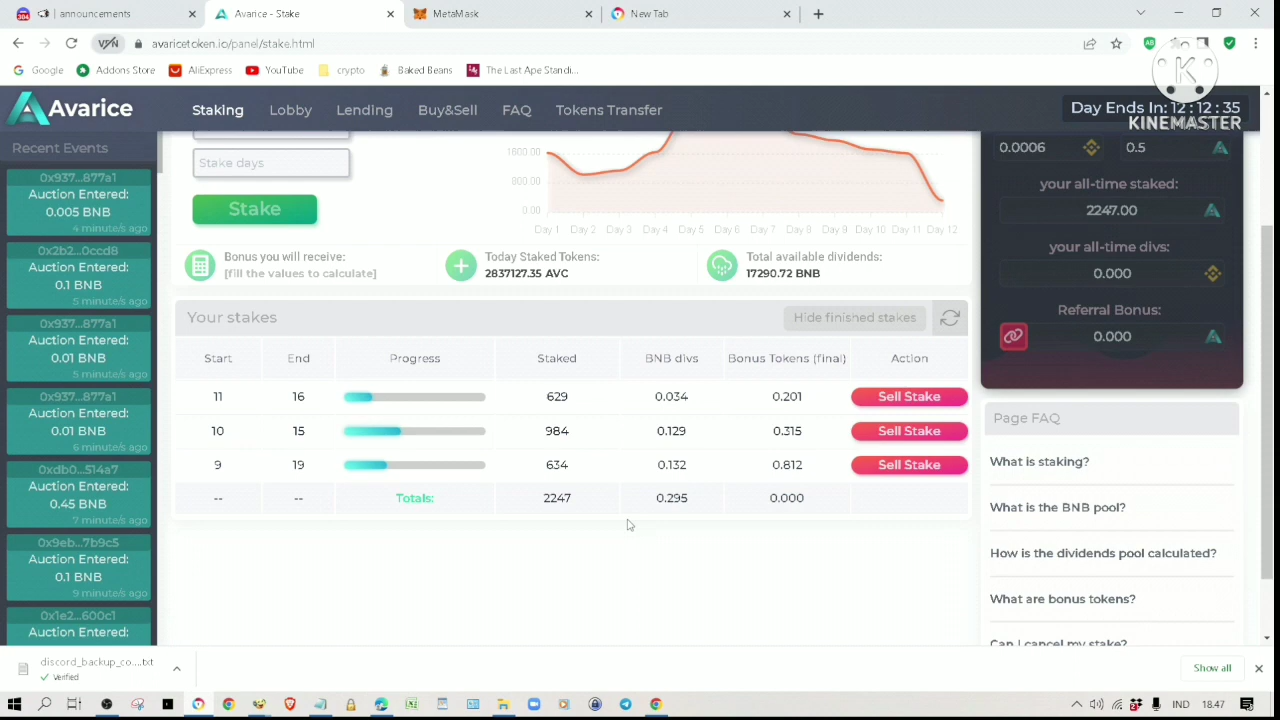 304
announcements
Avarice - Stake
MetaMask
New Tab
VPN
avaricetoken.io/panel/stake.html
Google
Addons Store
AliExpress
YouTube
crypto
Baked Beans
The Last Ape Standi...
K
KINEMASTER
Avarice
Staking
Lobby
Lending
Buy&Sell
FAQ
Tokens Transfer
Day Ends In: 12:12:35
Recent Events
0x937...877a1
Auction Entered:
0.005 BNB
4 minute/s ago
0x2b2...0ccd8
Auction Entered:
0.1 BNB
5 minute/s ago
0x937...877a1
Auction Entered:
0.01 BNB
5 minute/s ago
0x937...877a1
Auction Entered:
0.01 BNB
6 minute/s ago
0xdb0...514a7
Auction Entered:
0.45 BNB
7 minute/s ago
0x9eb...7b9c5
Auction Entered:
0.1 BNB
9 minute/s ago
0x1e2...600c1
Auction Entered:
Stake days
Stake
1600.00
800.00
0.00
Day 1 Day 2 Day 3 Day 4 Day 5 Day 6 Day 7 Day 8 Day 9 Day 10 Day 11 Day 12
Bonus you will receive:
[fill the values to calculate]
Today Staked Tokens:
2837127.35 AVC
Total available dividends:
17290.72 BNB
Your stakes
Hide finished stakes
Start End Progress Staked BNB divs Bonus Tokens (final) Action
11 16 629 0.034 0.201 Sell Stake
10 15 984 0.129 0.315 Sell Stake
9 19 634 0.132 0.812 Sell Stake
-- -- Totals: 2247 0.295 0.000
0.0006
0.5
your all-time staked:
2247.00
your all-time divs:
0.000
Referral Bonus:
0.000
Page FAQ
What is staking?
What is the BNB pool?
How is the dividends pool calculated?
What are bonus tokens?
Can I cancel my stake?
discord_backup_co....txt
Verified
Show all
IND
18.47